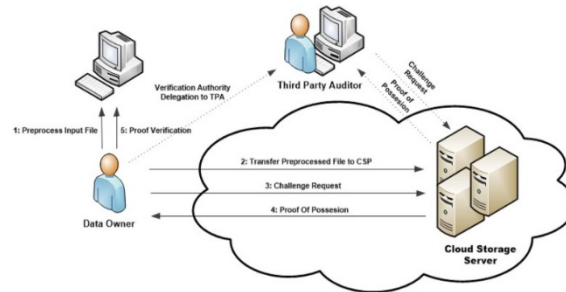 Verification Authority
Delegation to TPA
Third Party Auditor
Challenge
Request
Proof of
Possesion
1: Preprocess Input File
5: Proof Verification
2: Transfer Preprocessed File to CSP
3: Challenge Request
4: Proof Of Possesion
Data Owner
Cloud Storage
Server